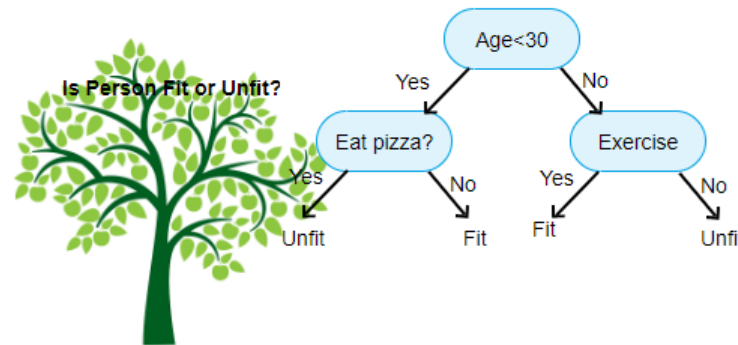 Age<30
Is Person Fit or Unfit?
Yes
No
Eat pizza?
Exercise
Yes
No
Yes
No
Unfit
Fit
Fit
Unfi